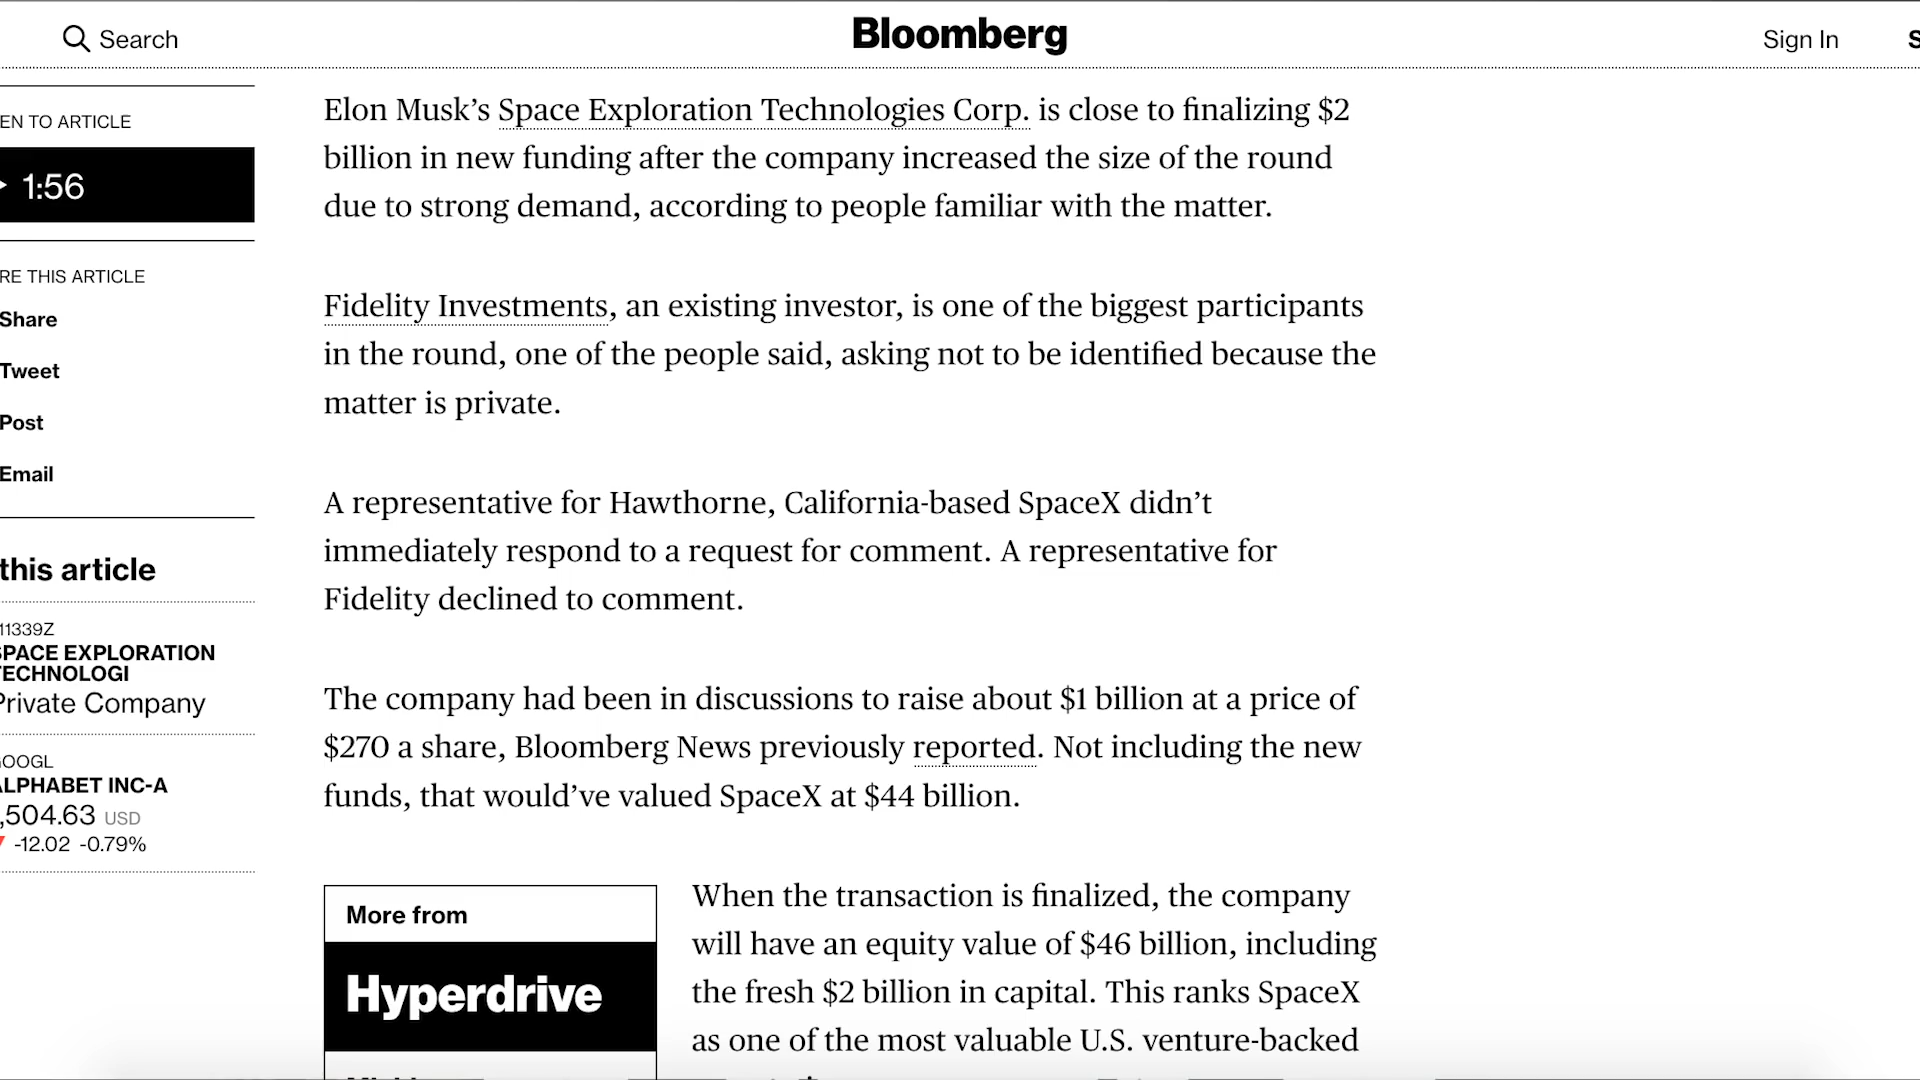 Search
Bloomberg
Sign In
EN TO ARTICLE
1:56
RE THIS ARTICLE
Share
Tweet
Post
Email
this article
11339Z
SPACE EXPLORATION
TECHNOLOGI
Private Company
OOGL
ALPHABET INC-A
,504.63 USD
-12.02 -0.79%
Elon Musk’s Space Exploration Technologies Corp. is close to finalizing $2
billion in new funding after the company increased the size of the round
due to strong demand, according to people familiar with the matter.
Fidelity Investments, an existing investor, is one of the biggest participants
in the round, one of the people said, asking not to be identified because the
matter is private.
A representative for Hawthorne, California-based SpaceX didn’t
immediately respond to a request for comment. A representative for
Fidelity declined to comment.
The company had been in discussions to raise about $1 billion at a price of
$270 a share, Bloomberg News previously reported. Not including the new
funds, that would’ve valued SpaceX at $44 billion.
More from
Hyperdrive
When the transaction is finalized, the company
will have an equity value of $46 billion, including
the fresh $2 billion in capital. This ranks SpaceX
as one of the most valuable U.S. venture-backed